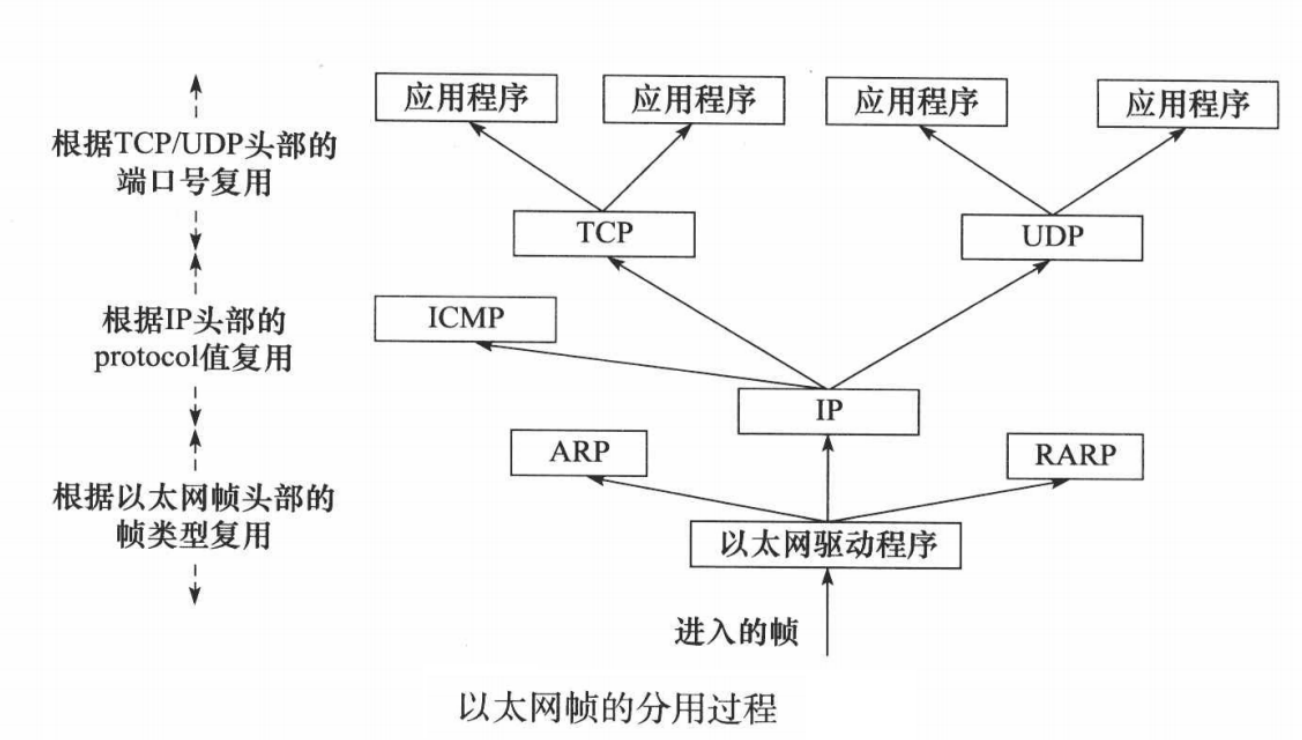 应用程序
应用程序
应用程序
应用程序
根据TCP/UDP头部的
端口号复用
TCP
UDP
根据IP头部的
protocol值复用
ICMP
IP
ARP
RARP
根据以太网帧头部的
帧类型复用
以太网驱动程序
进入的帧
以太网帧的分用过程